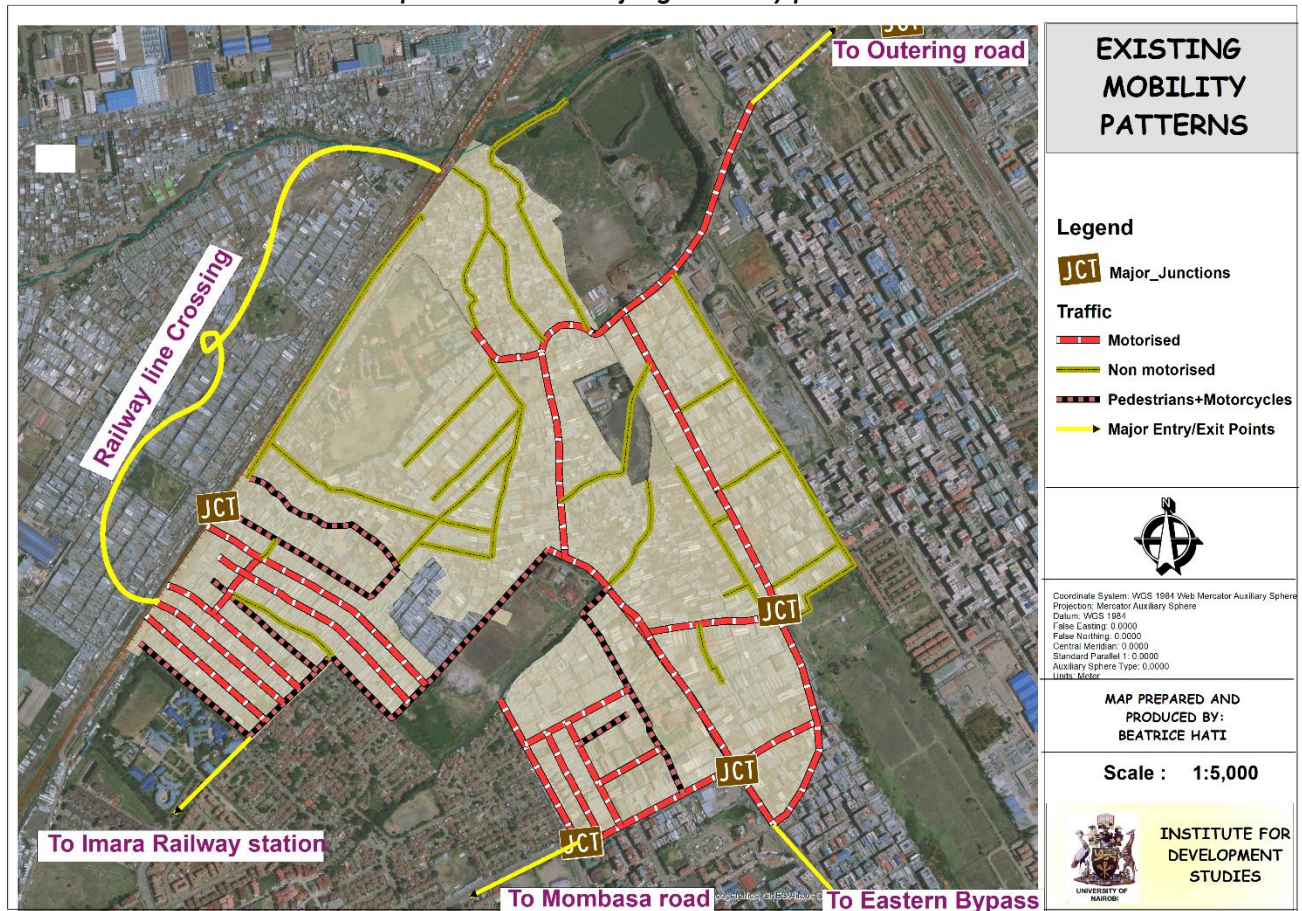 JCT
To Outering road
Railway line Crossing
JCT
JCT
JCT
JCT
To Imara Railway station
To Mombasa road
To Eastern Bypass
EXISTING
MOBILITY
PATTERNS
Legend
JCT Major_Junctions
Traffic
Motorised
Non motorised
Pedestrians+Motorcycles
Major Entry/Exit Points
N
Coordinate System: WGS 1984 Web Mercator Auxiliary Sphere
Projection: Mercator Auxiliary Sphere
Datum: WGS 1984
False Easting: 0.0000
False Northing: 0.0000
Central Meridian: 0.0000
Standard Parallel 1: 0.0000
Auxiliary Sphere Type: 0.0000
Units: Meter
MAP PREPARED AND
PRODUCED BY:
BEATRICE HATI
Scale : 1:5,000
UNIVERSITY OF
NAIROBI
INSTITUTE FOR
DEVELOPMENT
STUDIES